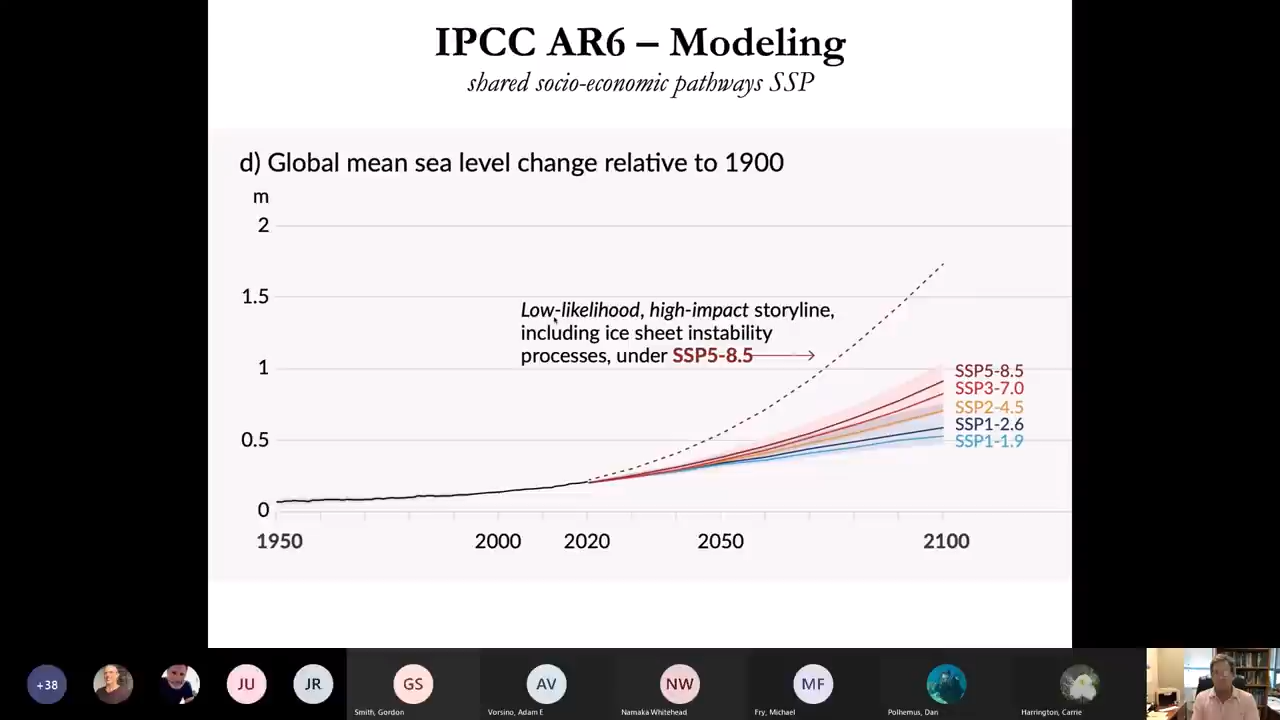 IPCC AR6 – Modeling
shared socio-economic pathways SSP
d) Global mean sea level change relative to 1900
m
2
1.5
Low-likelihood, high-impact storyline,
including ice sheet instability
processes, under SSP5-8.5
1
SSP5-8.5
SSP3-7.0
SSP2-4.5
SSP1-2.6
SSP1-1.9
0.5
0
1950 2000 2020 2050 2100
+38 JU JR GS AV NW MF
Smith, Gordon Vorsino, Adam E Namaka Whitehead Fry, Michael Polhemus, Dan Harrington, Carrie